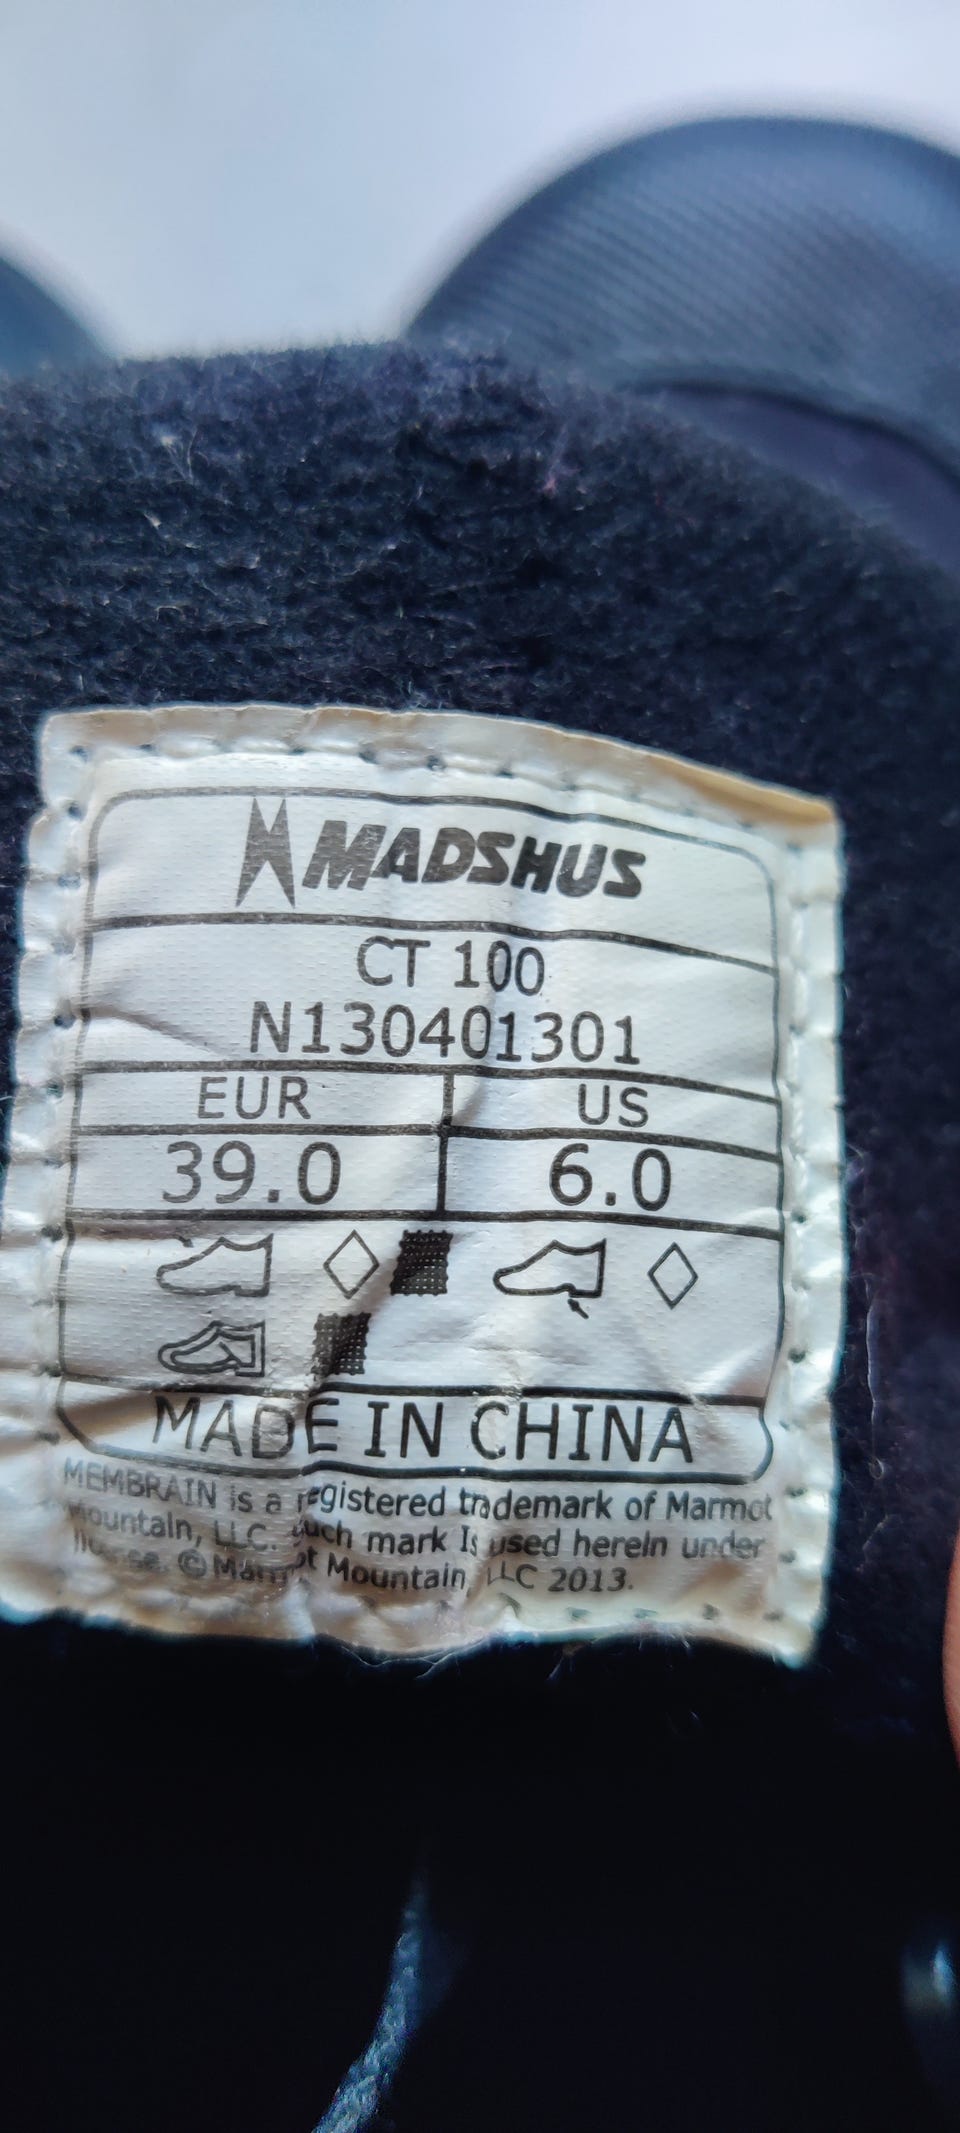 MADSHUS
CT 100
N130401301
EUR US
39.0 6.0
MADE IN CHINA
MEMBRAIN is a registered trademark of Marmot
Mountain, LLC. Such mark Is used hereIn under
license. © Marmot Mountain, LLC 2013.